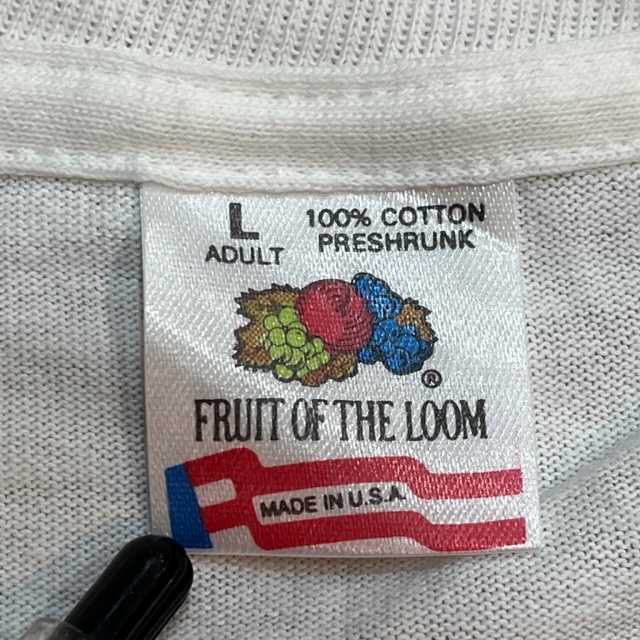 L
ADULT
100% COTTON
PRESHRUNK
®
FRUIT OF THE LOOM
MADE IN U.S.A.